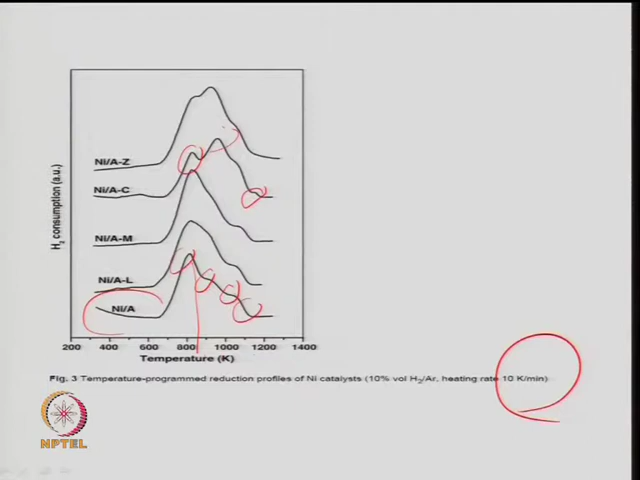 Ni/A-Z
Ni/A-C
Ni/A-M
Ni/A-L
Ni/A
H2 consumption (a.u.)
200 400 600 800 1000 1200 1400
Temperature (K)
Fig. 3 Temperature-programmed reduction profiles of Ni catalysts (10% vol H2/Ar, heating rate 10 K/min)
NPTEL